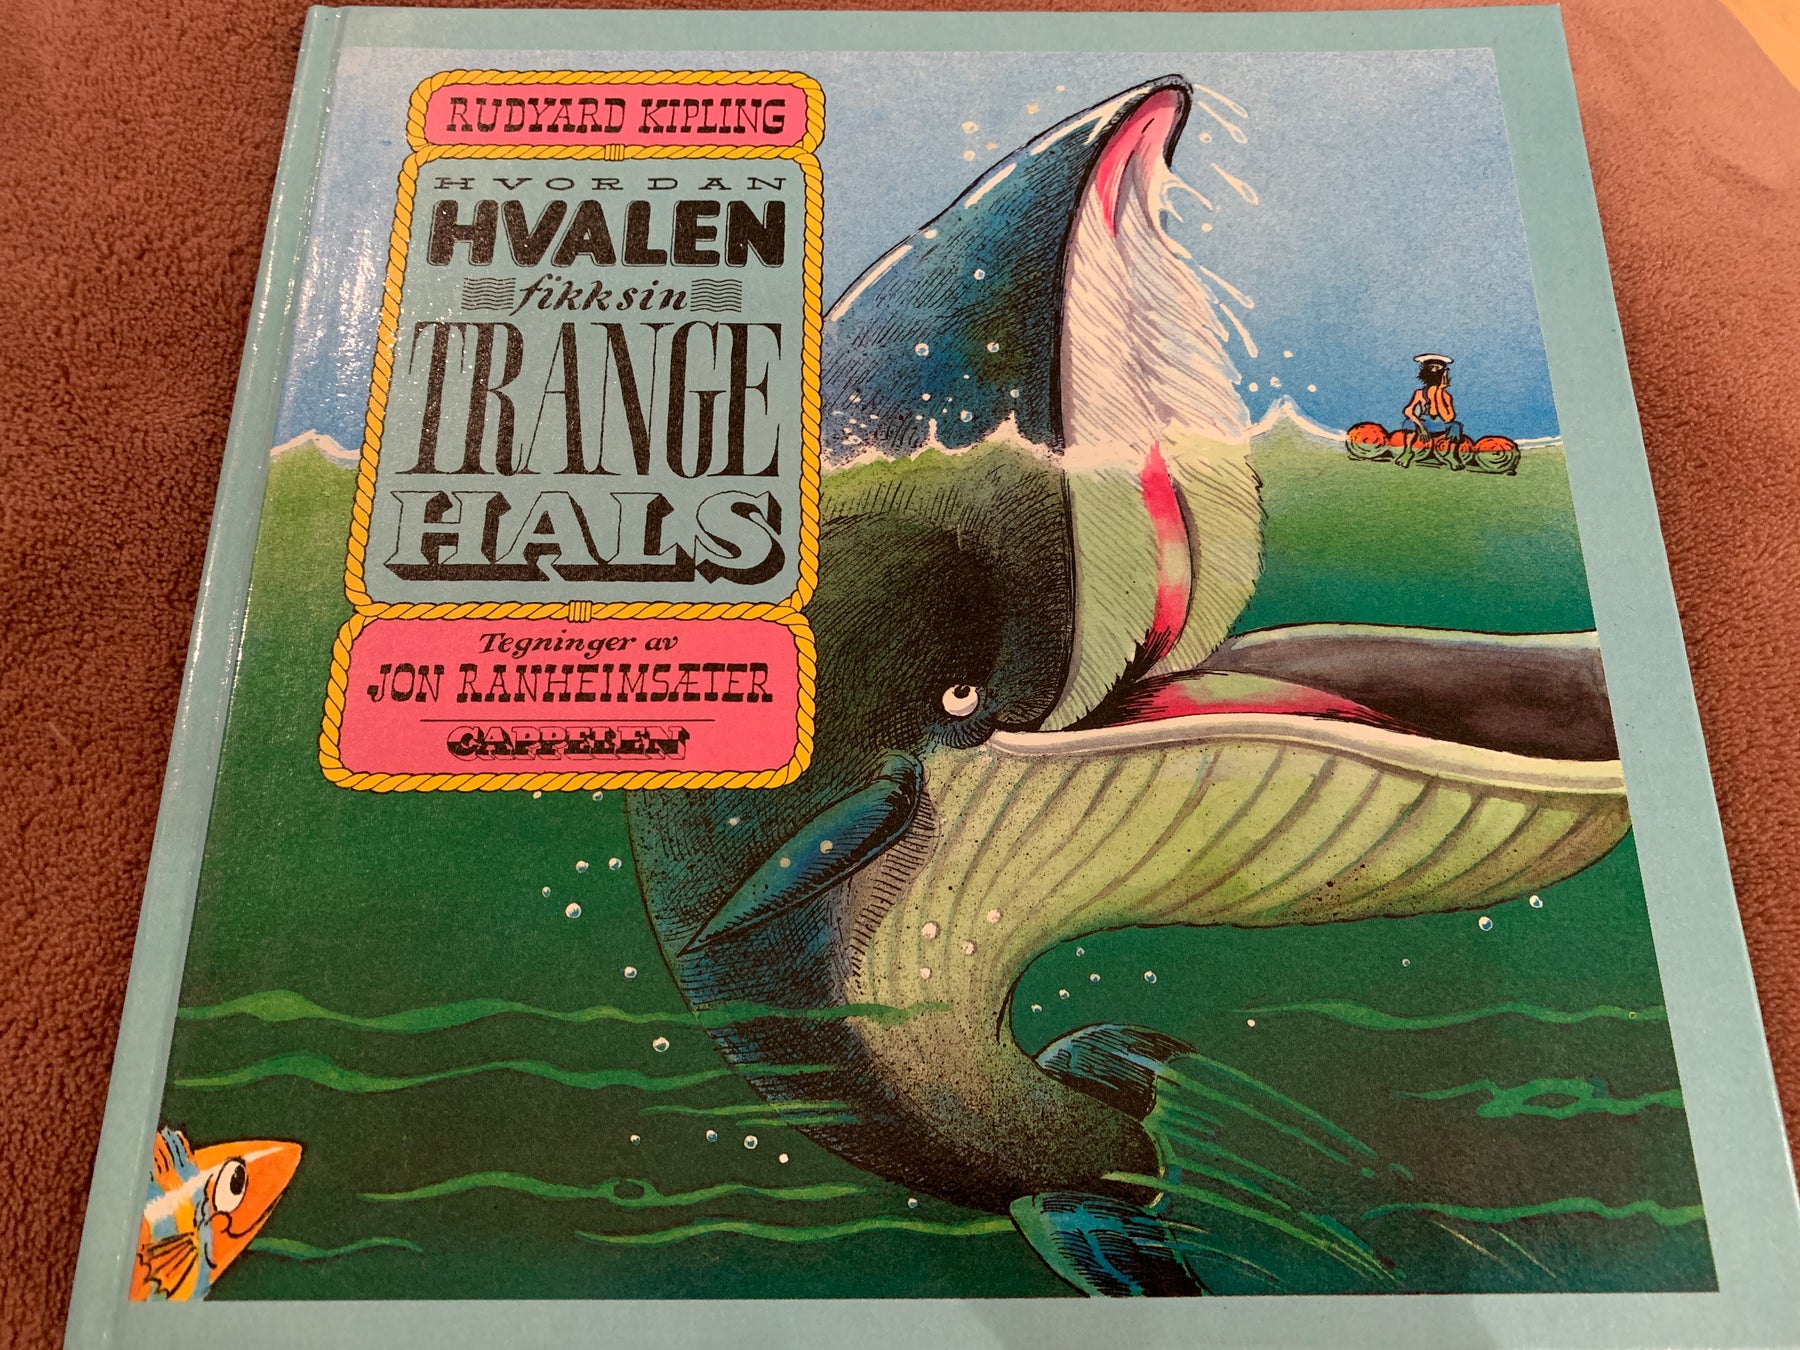 RUDYARD KIPLING
HVORDAN
HVALEN
fikk sin
TRANGE
HALS
Tegninger av
JON RANHEIMSÆTER
CAPPELEN